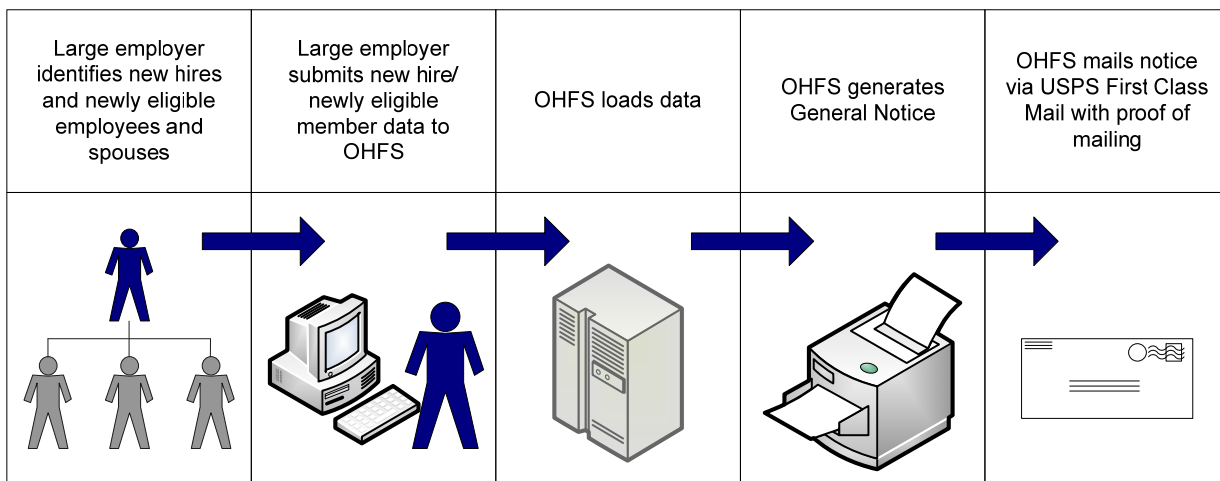 Large employer
identifies new hires
and newly eligible
employees and
spouses
Large employer
submits new hire/
newly eligible
member data to
OHFS
OHFS loads data
OHFS generates
General Notice
OHFS mails notice
via USPS First Class
Mail with proof of
mailing